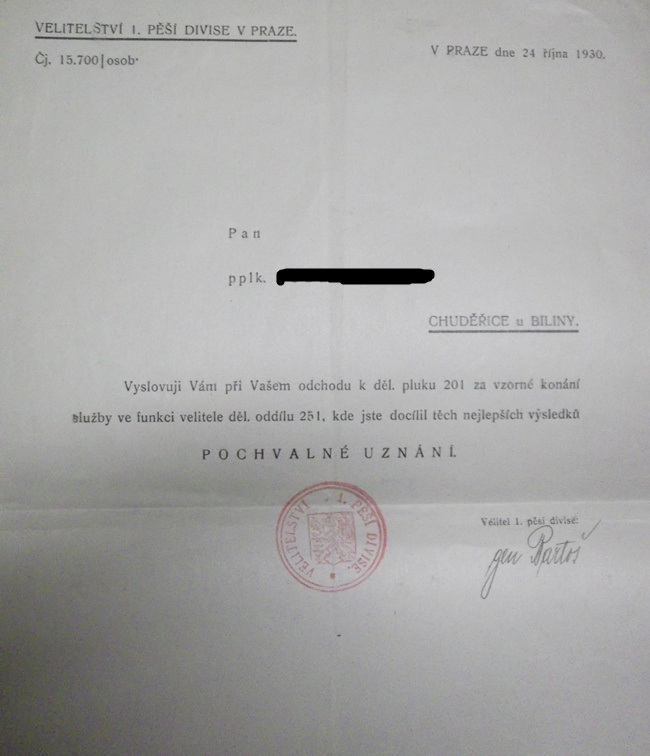 VELITELSTVÍ 1. PĚŠÍ DIVISE V PRAZE.
Čj. 15.700|osob·
V PRAZE dne 24 října 1930.
Pan
pplk.
CHUDĚŘICE u BILINY.
Vyslovuji Vám při Vašem odchodu k děl. pluku 201 za vzorné konání
služby ve funkci velitele děl. oddílu 251, kde jste docílil těch nejlepších výsledků
POCHVALNÉ UZNÁNÍ.
VELITELSTVÍ 1. PĚŠÍ DIVISE.
Velitel 1. pěší divise:
gen Bartoš